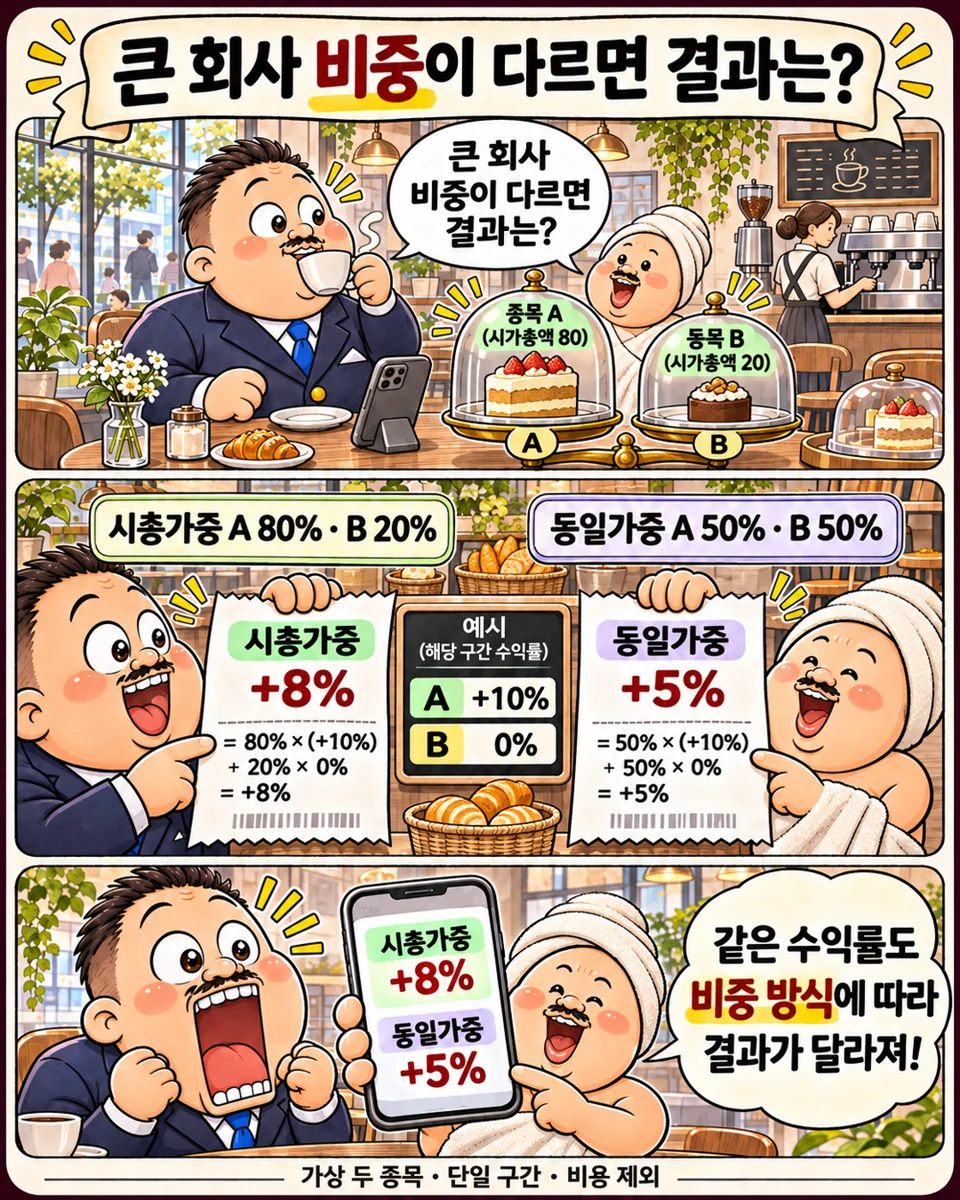 큰 회사 비중이 다르면 결과는?
큰 회사
비중이 다르면
결과는?
종목 A
(시가총액 80)
동목 B
(시가총액 20)
A
B
시총가중 A 80% · B 20%
동일가중 A 50% · B 50%
시총가중
+8%
= 80% × (+10%)
+ 20% × 0%
= +8%
예시
(해당 구간 수익률)
A +10%
B 0%
동일가중
+5%
= 50% × (+10%)
+ 50% × 0%
= +5%
시총가중
+8%
동일가중
+5%
같은 수익률도
비중 방식에 따라
결과가 달라져!
가상 두 종목 · 단일 구간 · 비용 제외